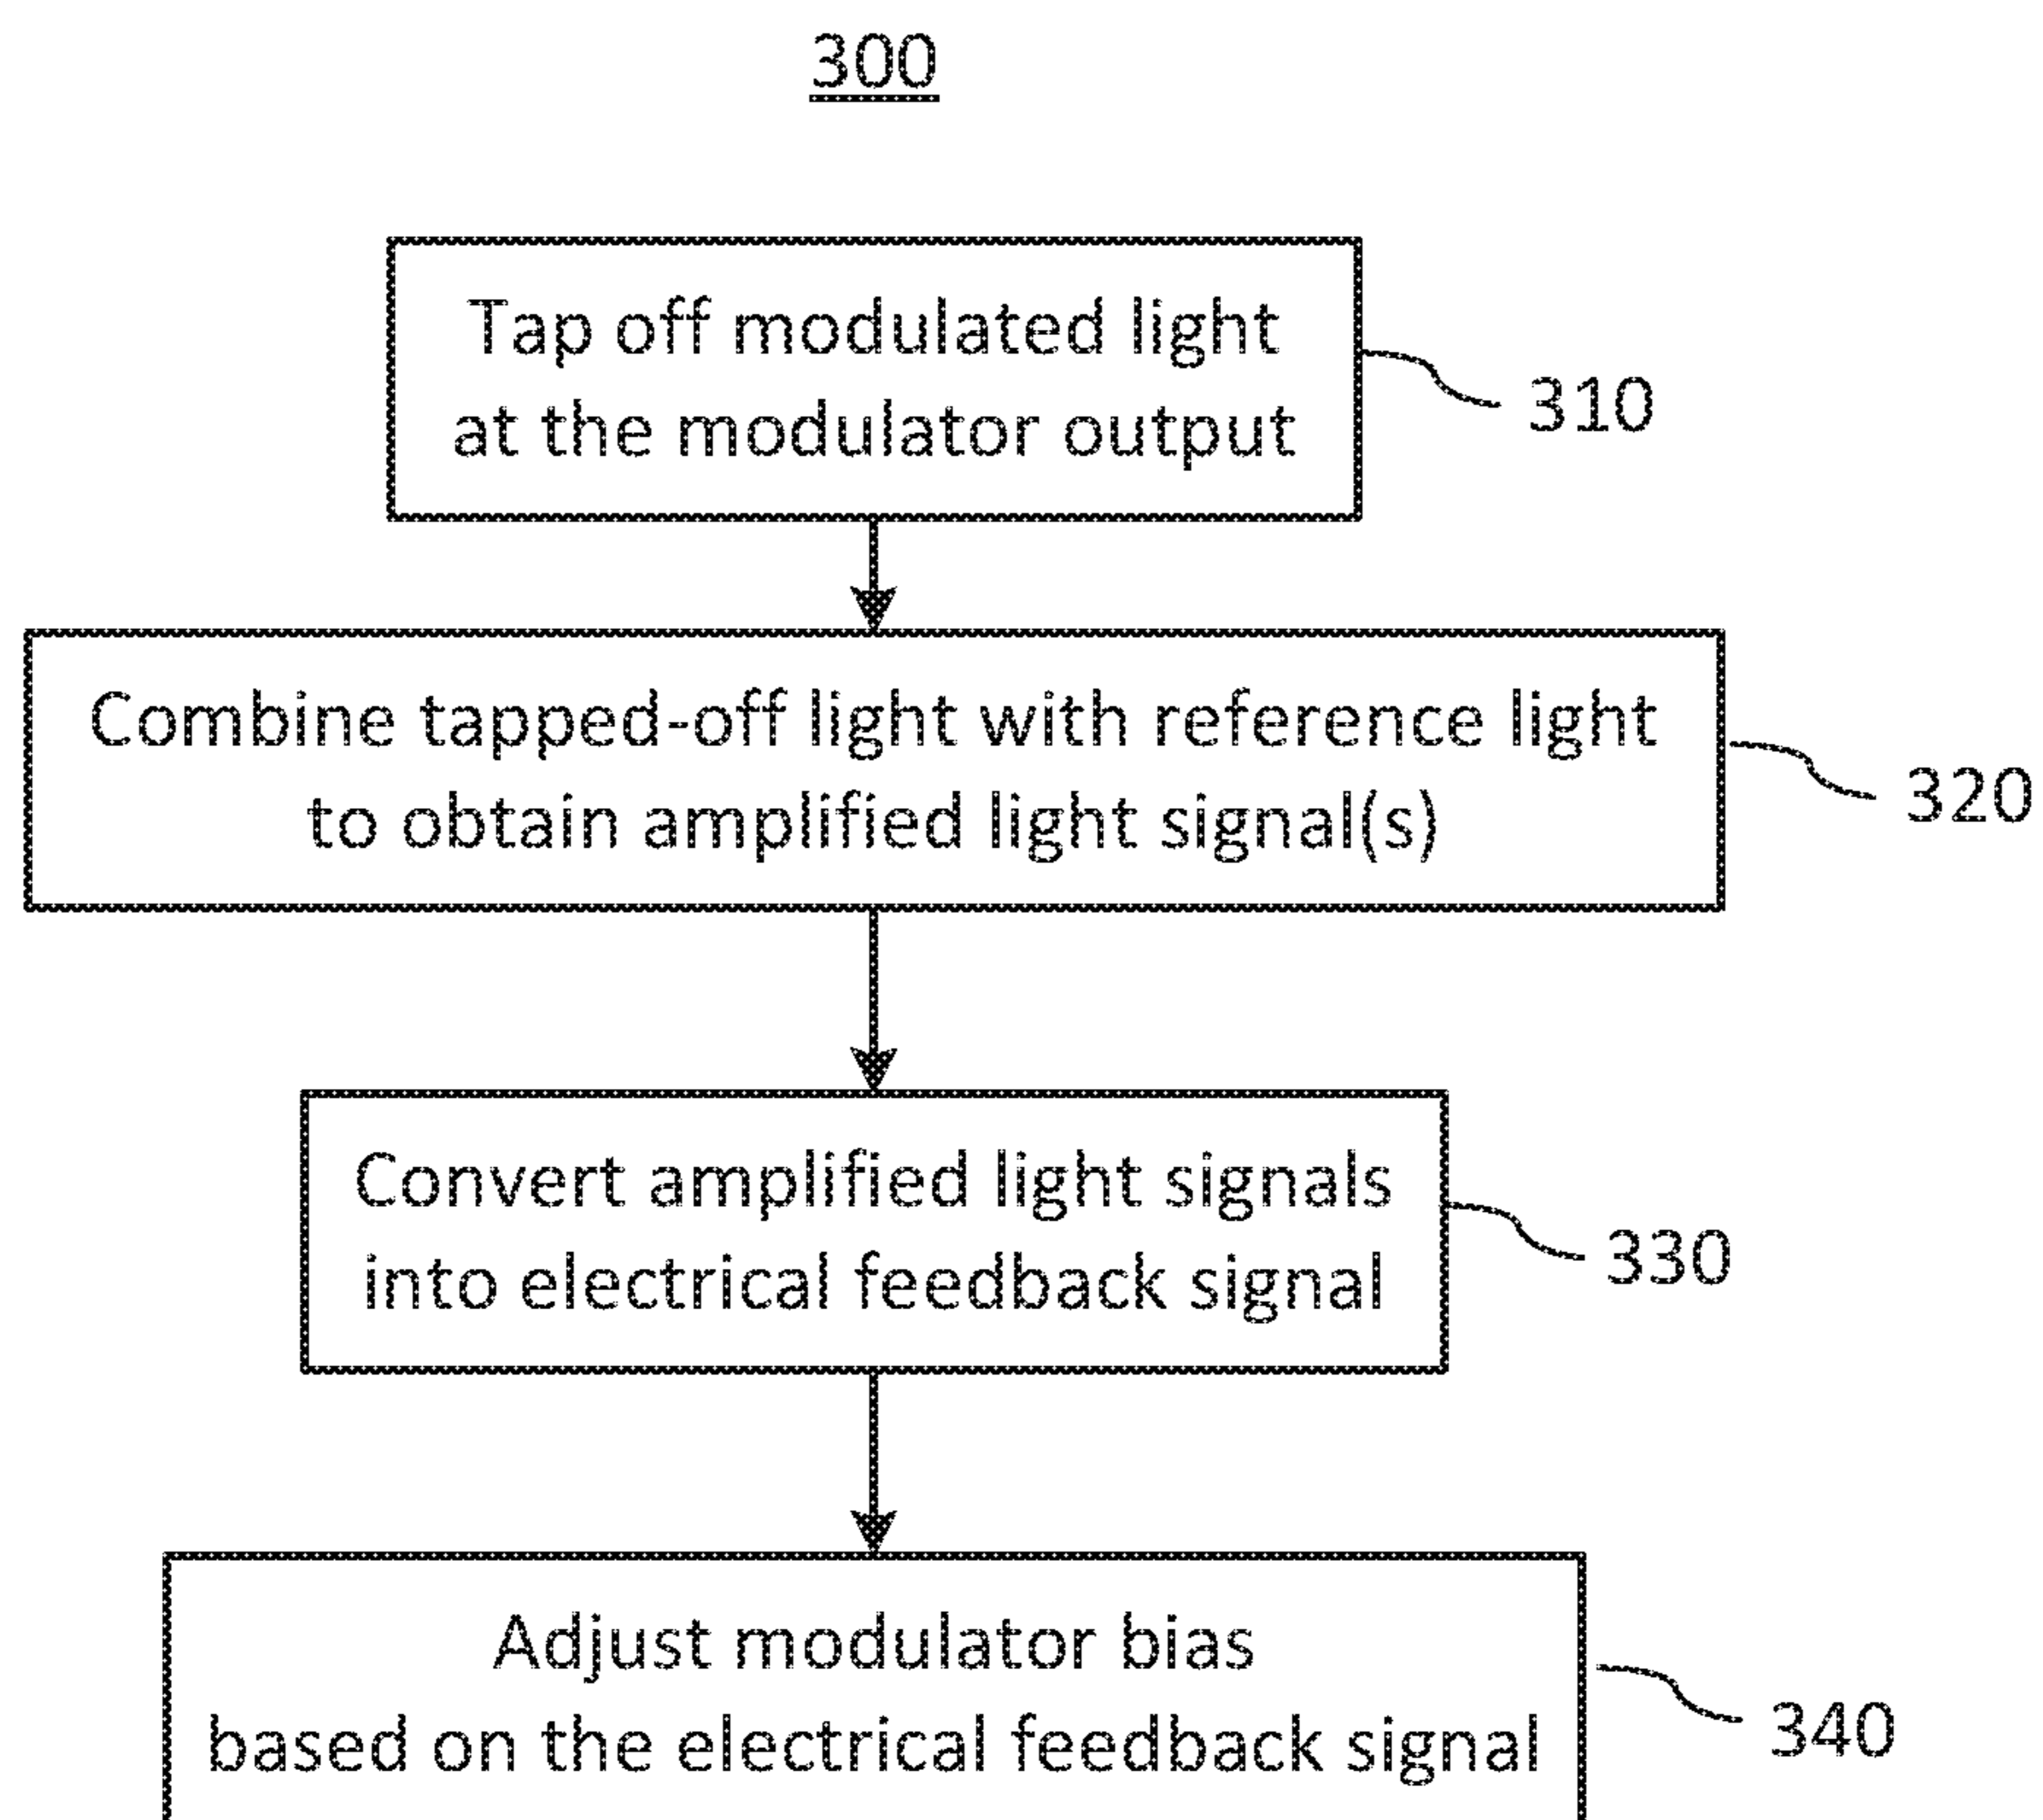 300
Tap off modulated light
at the modulator output
310
Combine tapped-off light with reference light
to obtain amplified light signal(s)
320
Convert amplified light signals
into electrical feedback signal
330
Adjust modulator bias
based on the electrical feedback signal
340